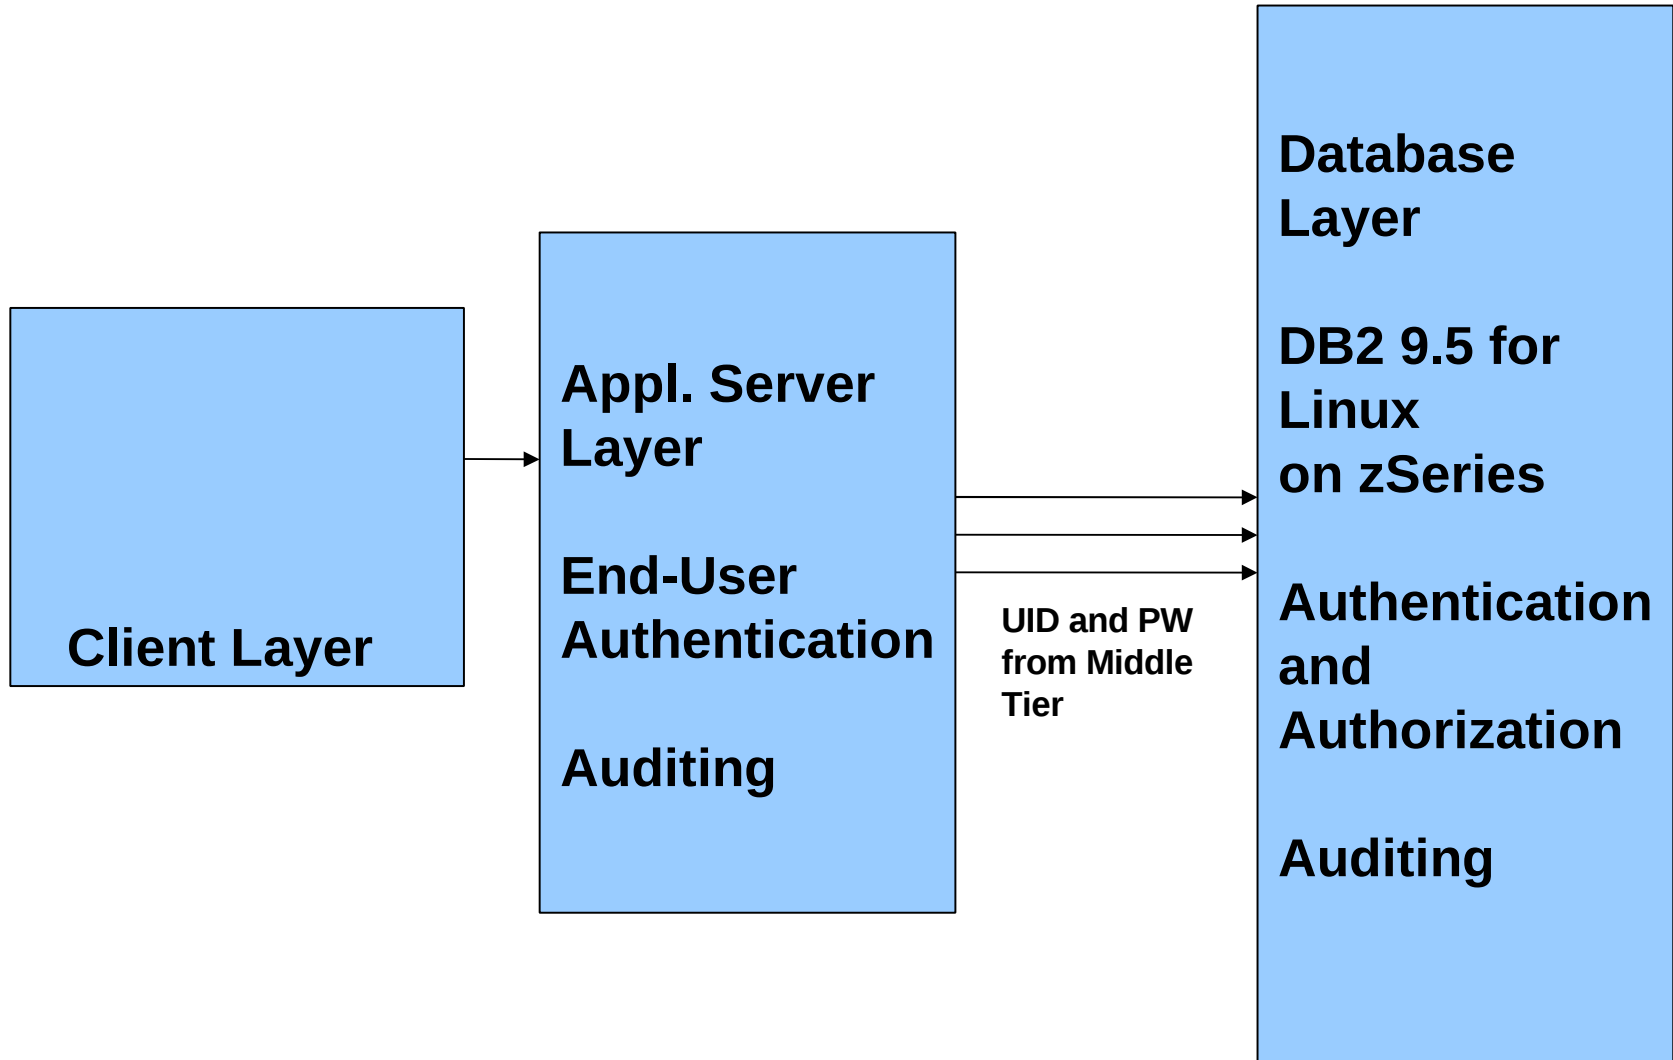 Client Layer
Appl. Server
Layer
End-User
Authentication
Auditing
UID and PW
from Middle
Tier
Database
Layer
DB2 9.5 for
Linux
on zSeries
Authentication
and
Authorization
Auditing